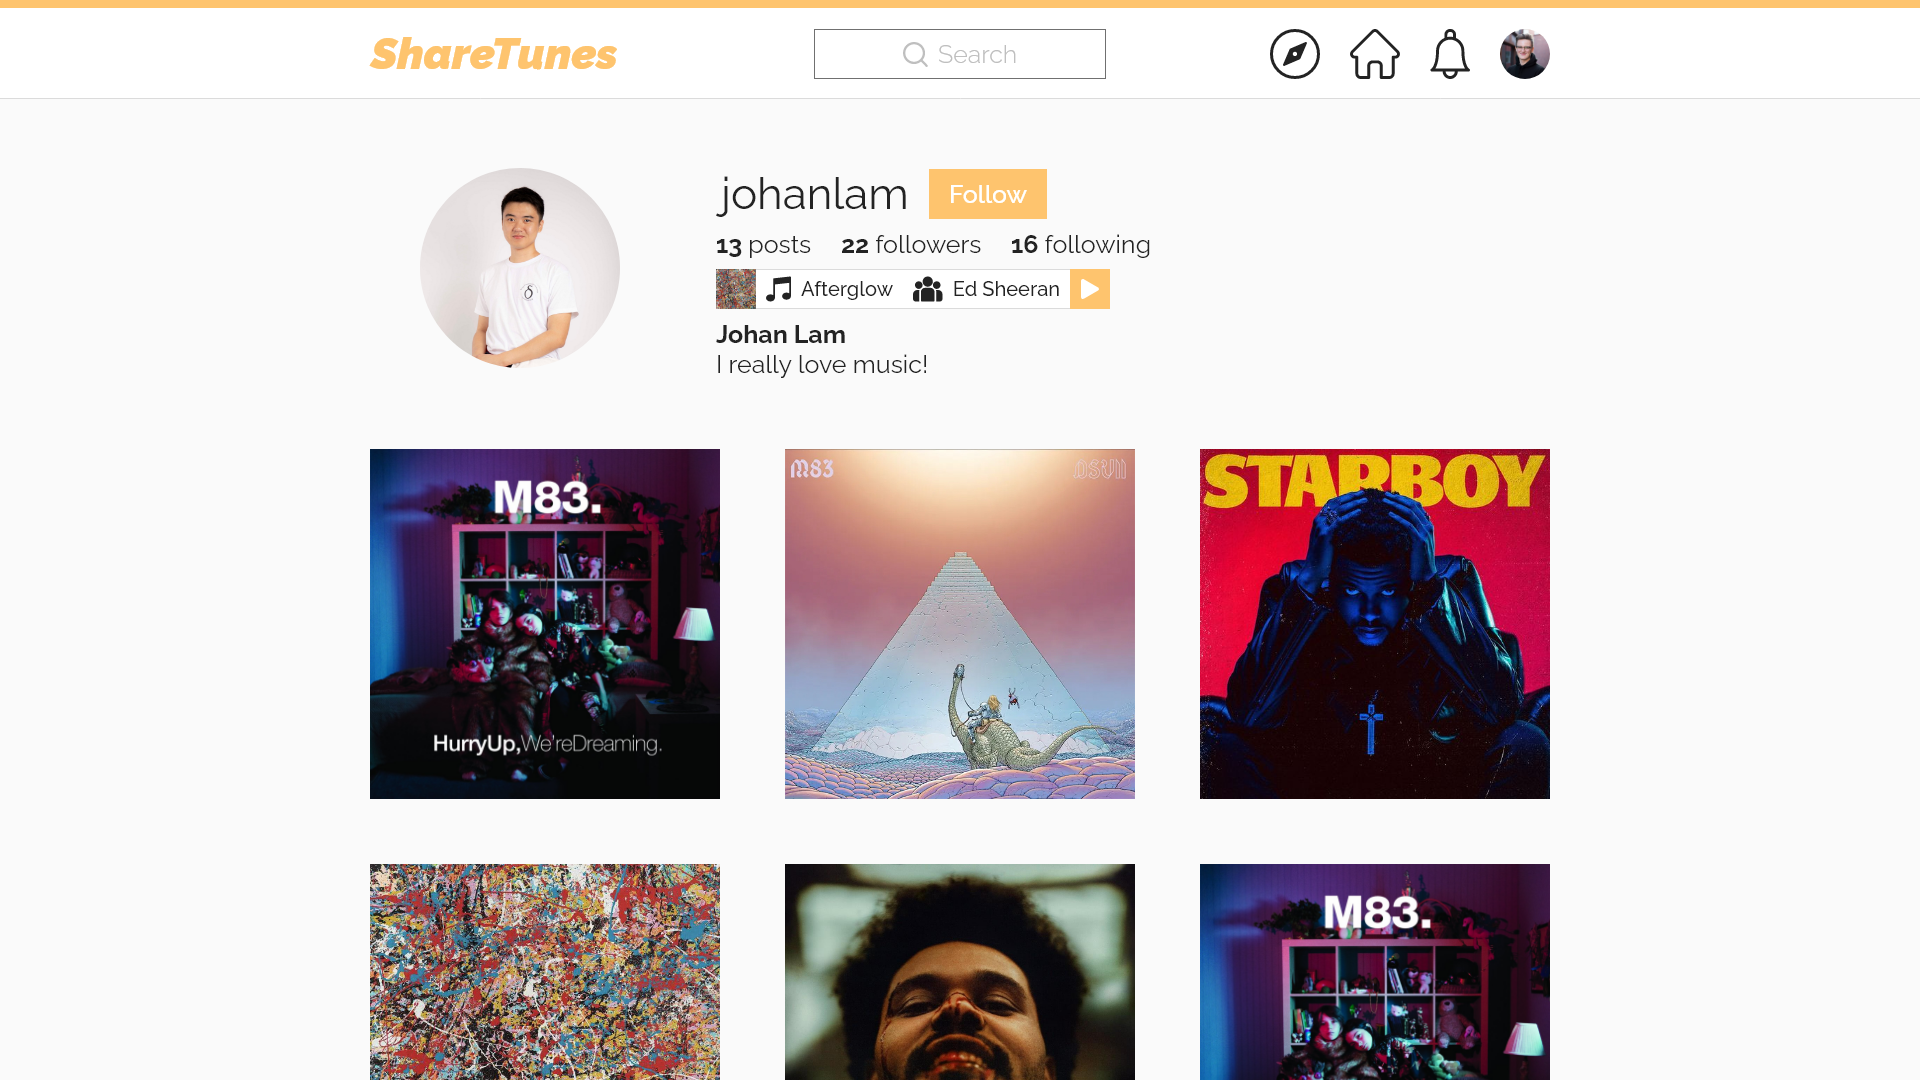 ShareTunes
Search
johanlam
Follow
13 posts 22 followers 16 following
Afterglow Ed Sheeran
Johan Lam
I really love music!
M83.
HurryUp,We'reDreaming.
M83
DSVII
STARBOY
M83.